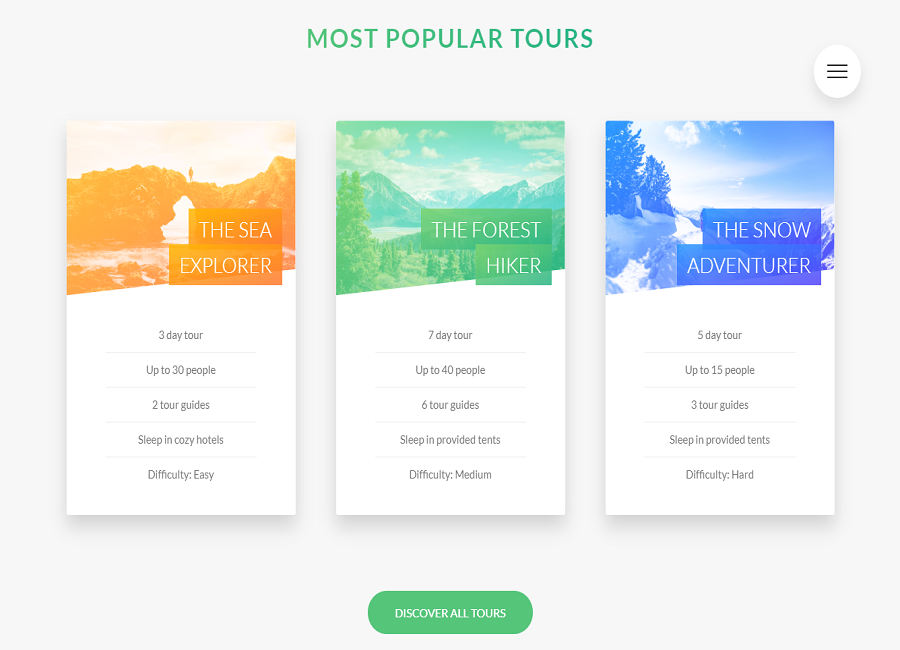 MOST POPULAR TOURS
THE SEA
EXPLORER
3 day tour
Up to 30 people
2 tour guides
Sleep in cozy hotels
Difficulty: Easy
THE FOREST
HIKER
7 day tour
Up to 40 people
6 tour guides
Sleep in provided tents
Difficulty: Medium
THE SNOW
ADVENTURER
5 day tour
Up to 15 people
3 tour guides
Sleep in provided tents
Difficulty: Hard
DISCOVER ALL TOURS